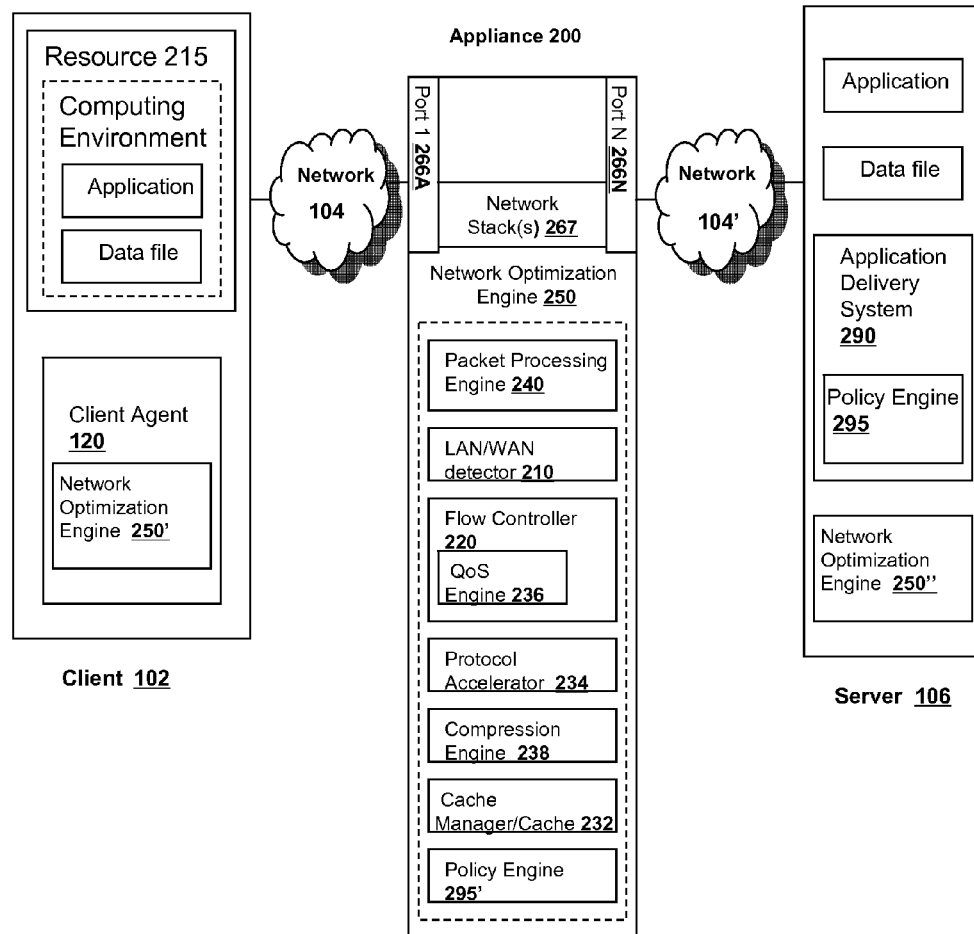 Resource 215
Computing
Environment
Application
Data file
Client Agent
120
Network
Optimization
Engine 250'
Client 102
Network
104
Appliance 200
Port 1 266A
Port N 266N
Network
Stack(s) 267
Network Optimization
Engine 250
Packet Processing
Engine 240
LAN/WAN
detector 210
Flow Controller
220
QoS
Engine 236
Protocol
Accelerator 234
Compression
Engine 238
Cache
Manager/Cache 232
Policy Engine
295'
Network
104'
Application
Data file
Application
Delivery
System
290
Policy Engine
295
Network
Optimization
Engine 250''
Server 106